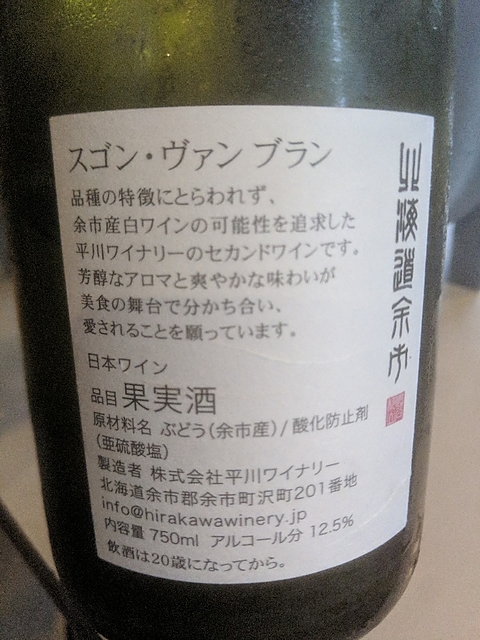 スゴン・ヴァン ブラン
品種の特徴にとらわれず、
余市産白ワインの可能性を追求した
平川ワイナリーのセカンドワインです。
芳醇なアロマと爽やかな味わいが
美食の舞台で分かち合い、
愛されることを願っています。
日本ワイン
品目 果実酒
原材料名 ぶどう(余市産)/酸化防止剤
(亜硫酸塩)
製造者 株式会社平川ワイナリー
北海道余市郡余市町沢町201番地
info@hirakawawinery.jp
内容量 750ml アルコール分 12.5%
飲酒は20歳になってから。
北海道余市